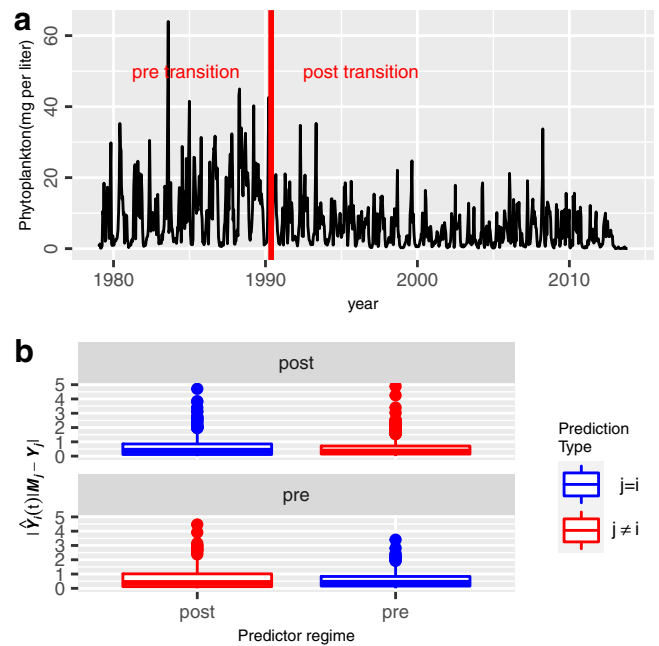 a
Phytoplankton(mg per liter)
60
40
20
0
pre transition
post transition
1980
1990
2000
2010
year
b
|Ŷi(t)|Mj − Yj|
post
5
4
3
2
1
0
pre
5
4
3
2
1
0
post
pre
Predictor regime
Prediction
Type
j=i
j ≠ i